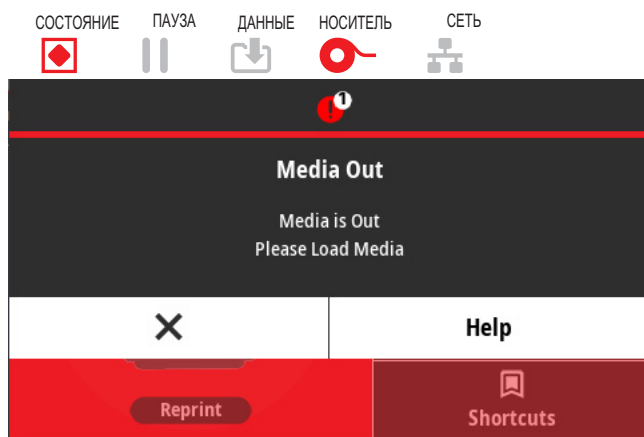 СОСТОЯНИЕ ПАУЗА ДАННЫЕ НОСИТЕЛЬ СЕТЬ
1
Media Out
Media is Out
Please Load Media
Help
Reprint
Shortcuts